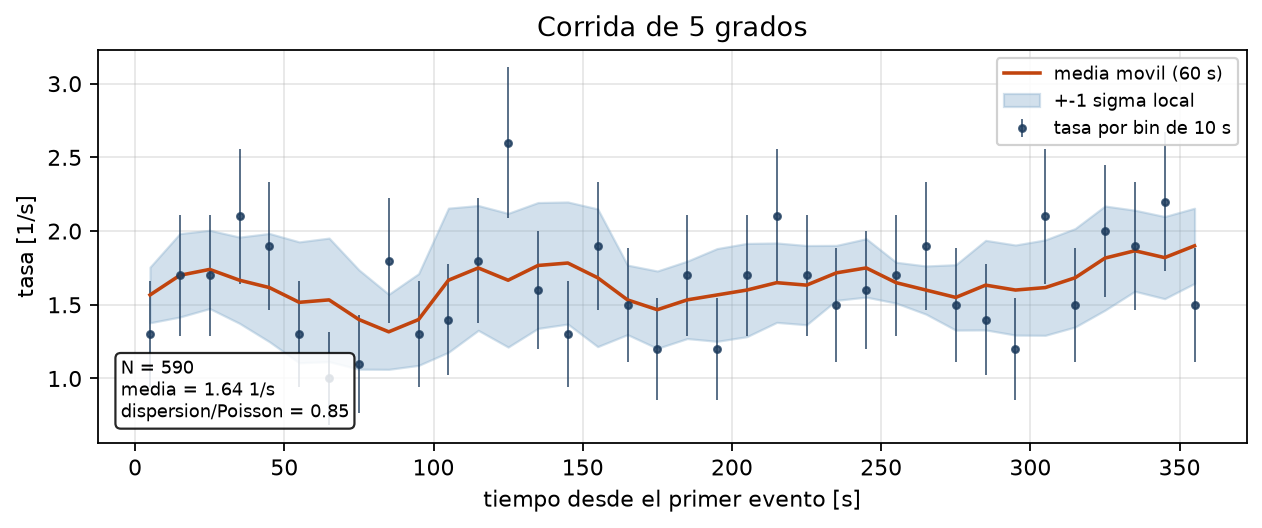 Corrida de 5 grados
tasa [1/s]
3.0
2.5
2.0
1.5
1.0
media movil (60 s)
+-1 sigma local
tasa por bin de 10 s
N = 590
media = 1.64 1/s
dispersion/Poisson = 0.85
0 50 100 150 200 250 300 350
tiempo desde el primer evento [s]